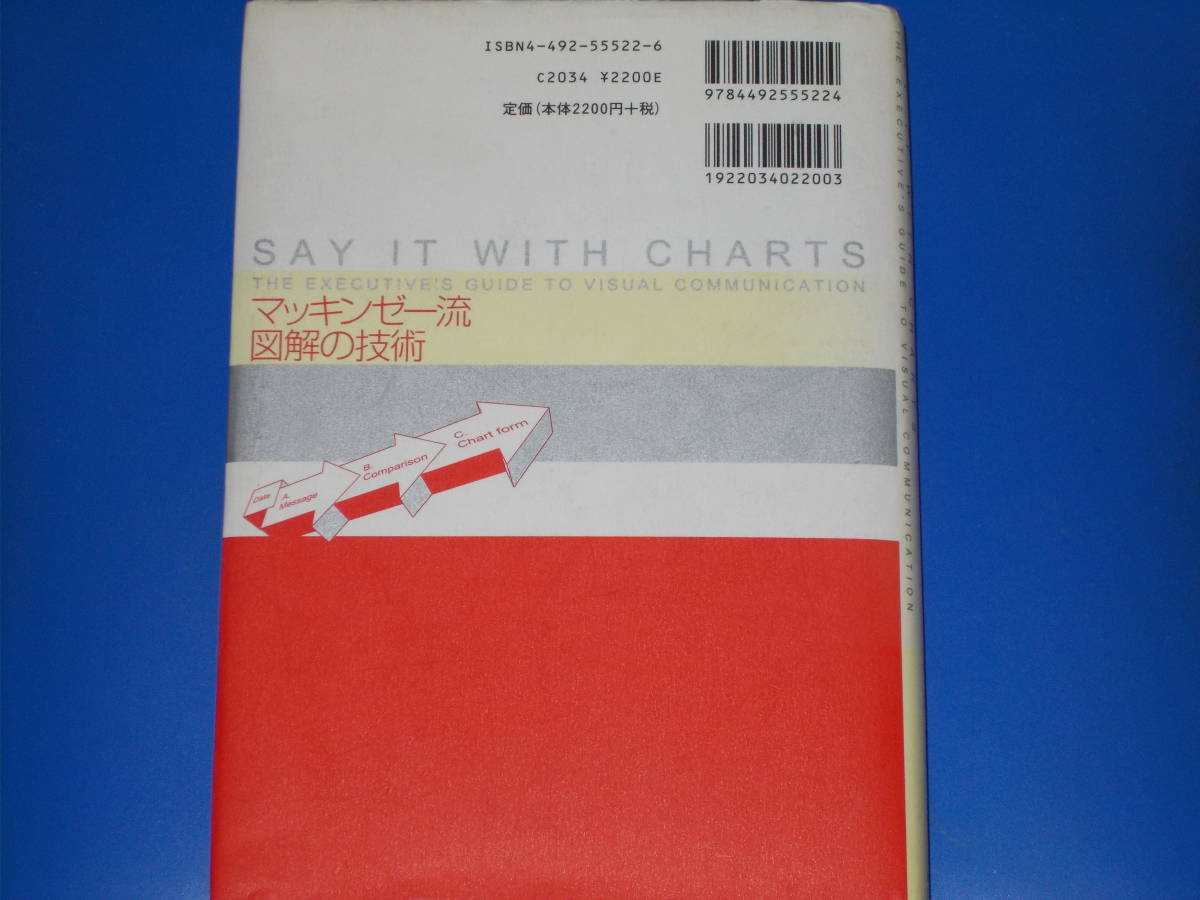 ISBN4-492-55522-6
C2034 ¥2200E
定価(本体2200円+税)
9784492555224
1922034022003
SAY IT WITH CHARTS
THE EXECUTIVE'S GUIDE TO VISUAL COMMUNICATION
マッキンゼー流
図解の技術
Data
A.
Message
B.
Comparison
C.
Chart form
THE EXECUTIVE'S GUIDE TO VISUAL COMMUNICATION